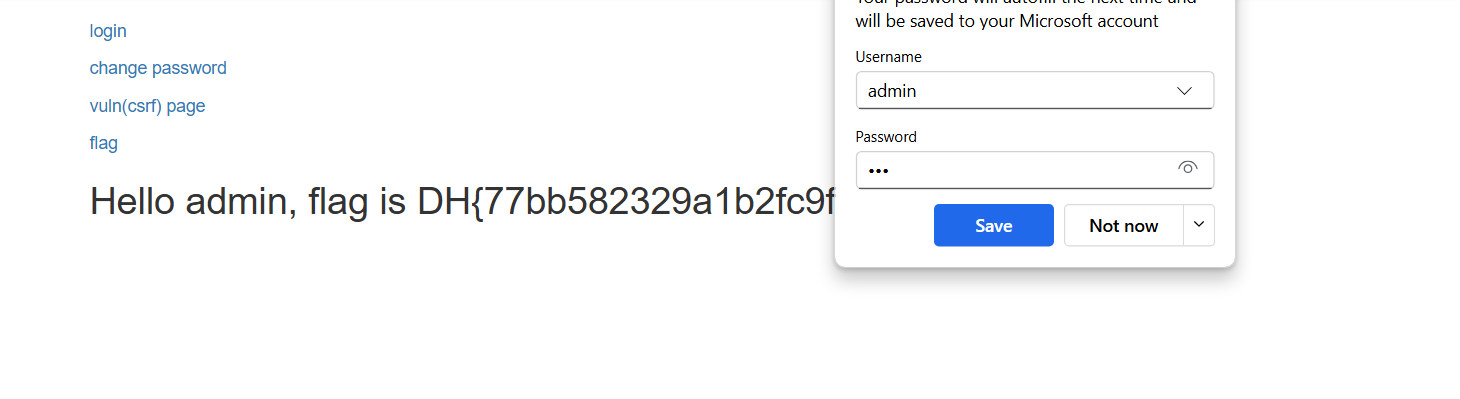 login
change password
vuln(csrf) page
flag
Hello admin, flag is DH{77bb582329a1b2fc9f
will be saved to your Microsoft account
Username
admin
Password
•••
Save
Not now